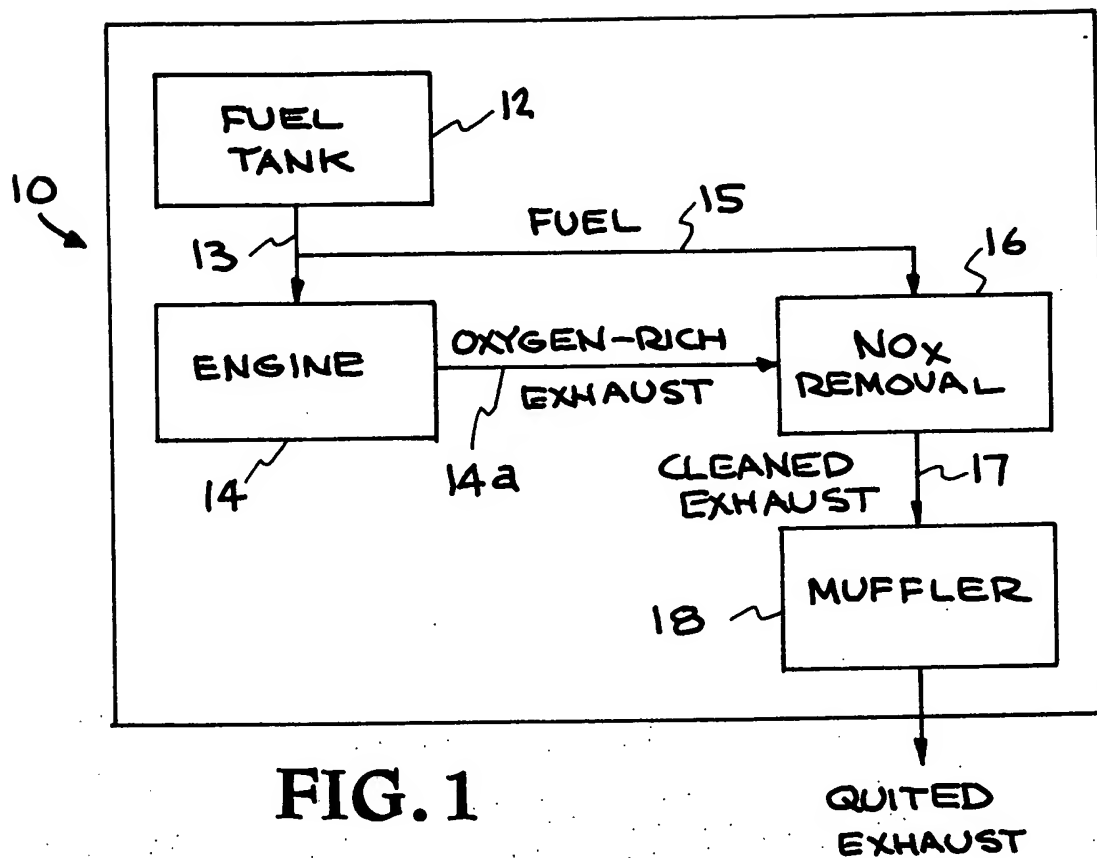 FUEL
TANK
12
10
13
FUEL
15
16
ENGINE
OXYGEN-RICH
EXHAUST
NOx
REMOVAL
14
14a
CLEANED
EXHAUST
17
MUFFLER
18
FIG. 1
QUITED
EXHAUST